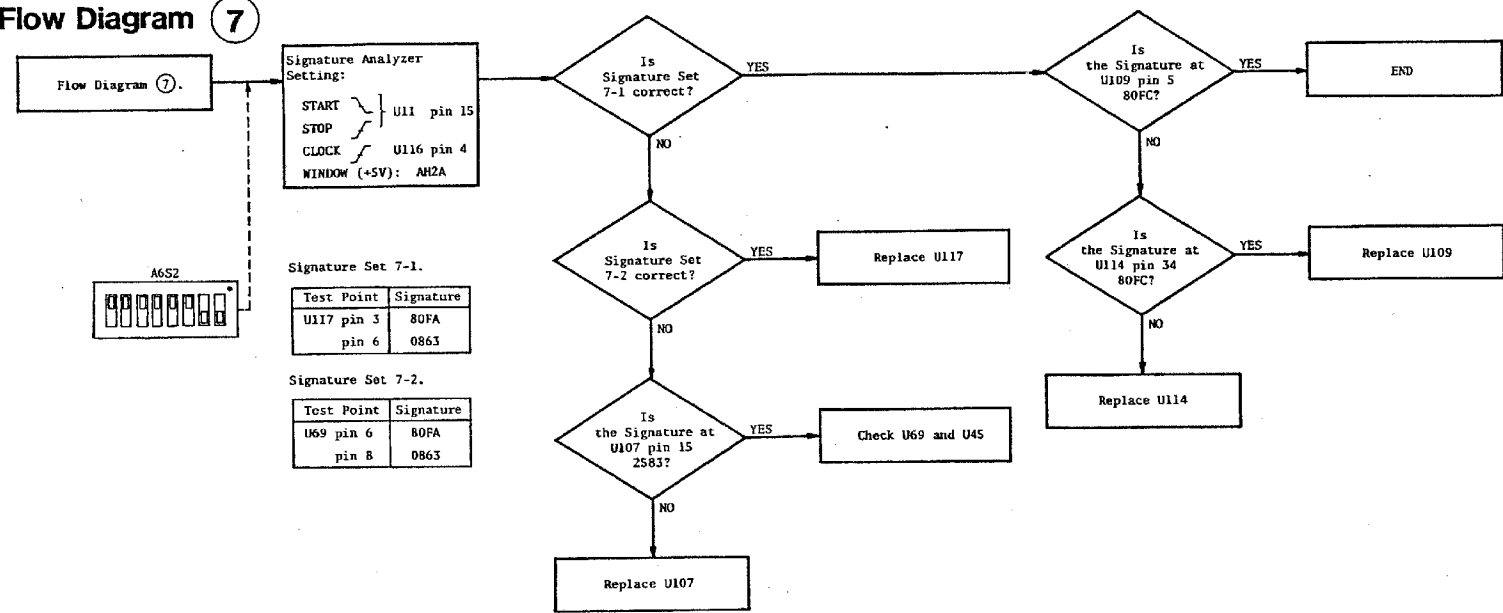 Flow Diagram 7
Flow Diagram 7.
Signature Analyzer
Setting:
START
STOP
U11 pin 15
CLOCK U116 pin 4
WINDOW (+5V): AH2A
A6S2
Signature Set 7-1.
Test Point Signature
U117 pin 3 80FA
pin 6 0863
Signature Set 7-2.
Test Point Signature
U69 pin 6 80FA
pin 8 0863
Is
Signature Set
7-1 correct?
YES
NO
Is
Signature Set
7-2 correct?
YES
Replace U117
NO
Is
the Signature at
U107 pin 15
2583?
YES
Check U69 and U45
NO
Replace U107
Is
the Signature at
U109 pin 5
80FC?
YES
END
NO
Is
the Signature at
U114 pin 34
80FC?
YES
Replace U109
NO
Replace U114